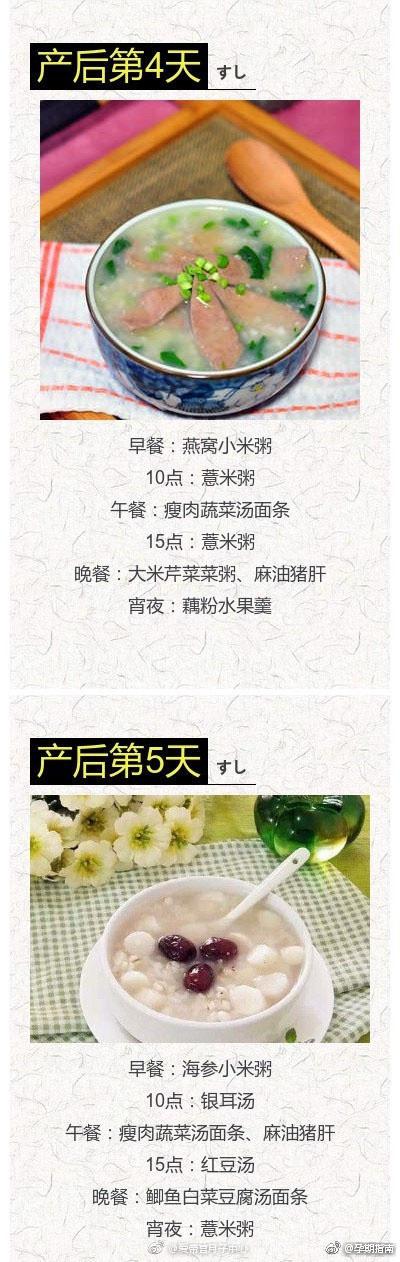 产后第4天 すし
早餐：燕窝小米粥
10点：薏米粥
午餐：瘦肉蔬菜汤面条
15点：薏米粥
晚餐：大米芹菜菜粥、麻油猪肝
宵夜：藕粉水果羹
产后第5天 すし
早餐：海参小米粥
10点：银耳汤
午餐：瘦肉蔬菜汤面条、麻油猪肝
15点：红豆汤
晚餐：鲫鱼白菜豆腐汤面条
宵夜：薏米粥
@孕期指南